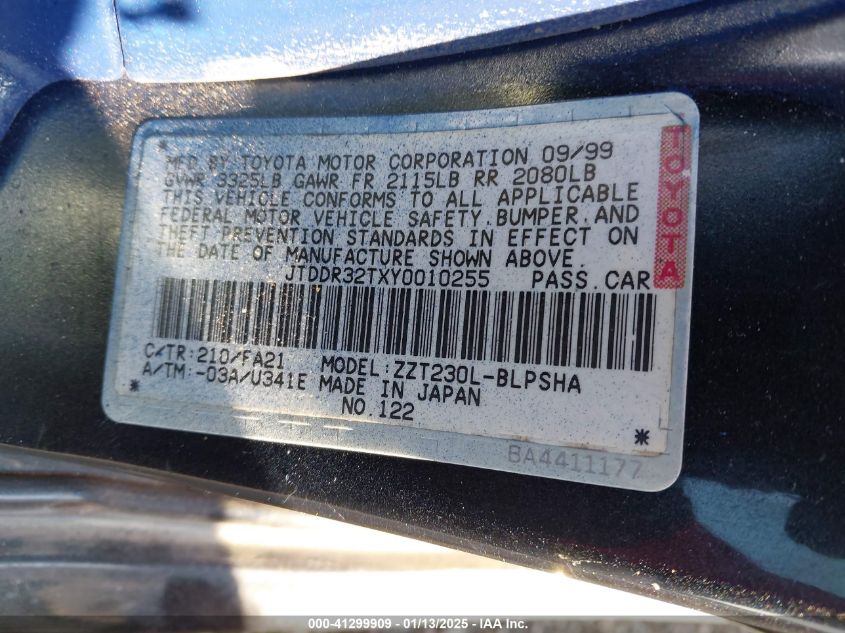 MFD BY TOYOTA MOTOR CORPORATION 09/99
GVWR 3325LB GAWR FR 2115LB RR 2080LB
THIS VEHICLE CONFORMS TO ALL APPLICABLE
FEDERAL MOTOR VEHICLE SAFETY.BUMPER.AND
THEFT PREVENTION STANDARDS IN EFFECT ON
THE DATE OF MANUFACTURE SHOWN ABOVE.
JTDDR32TXY0010255 PASS.CAR
TOYOTA
C/TR:210/FA21 MODEL:ZZT230L-BLPSHA
A/TM:-03A/U341E MADE IN JAPAN
NO.122
BA4411177
000-41299909 - 01/13/2025 - IMPACT, Inc.